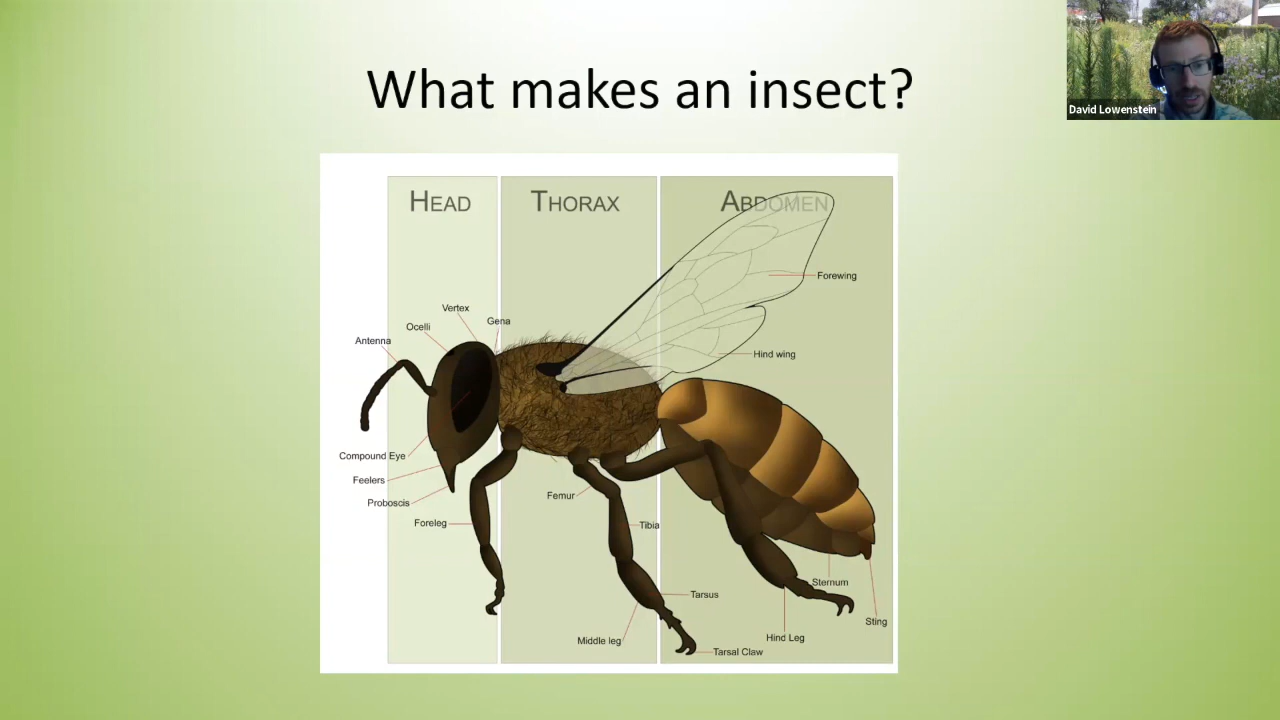 What makes an insect?
David Lowenstein
HEAD
THORAX
ABDOMEN
Forewing
Vertex
Gena
Ocelli
Antenna
Hind wing
Compound Eye
Feelers
Proboscis
Femur
Foreleg
Tibia
Sternum
Tarsus
Sting
Hind Leg
Middle leg
Tarsal Claw